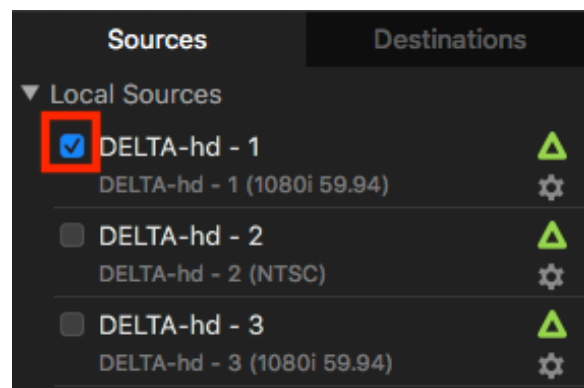 Sources Destinations
Local Sources
DELTA-hd - 1
DELTA-hd - 1 (1080i 59.94)
DELTA-hd - 2
DELTA-hd - 2 (NTSC)
DELTA-hd - 3
DELTA-hd - 3 (1080i 59.94)